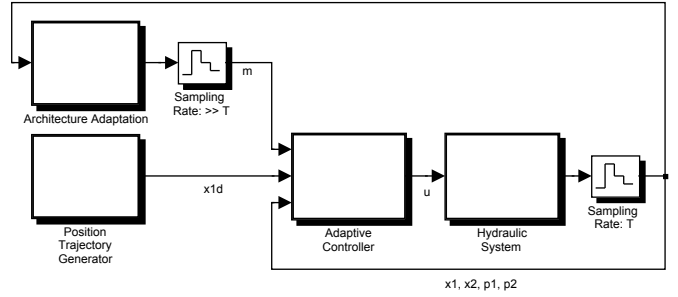 m
Sampling
Rate: >> T
Architecture Adaptation
x1d
u
Position
Trajectory
Generator
Adaptive
Controller
Hydraulic
System
Sampling
Rate: T
x1, x2, p1, p2